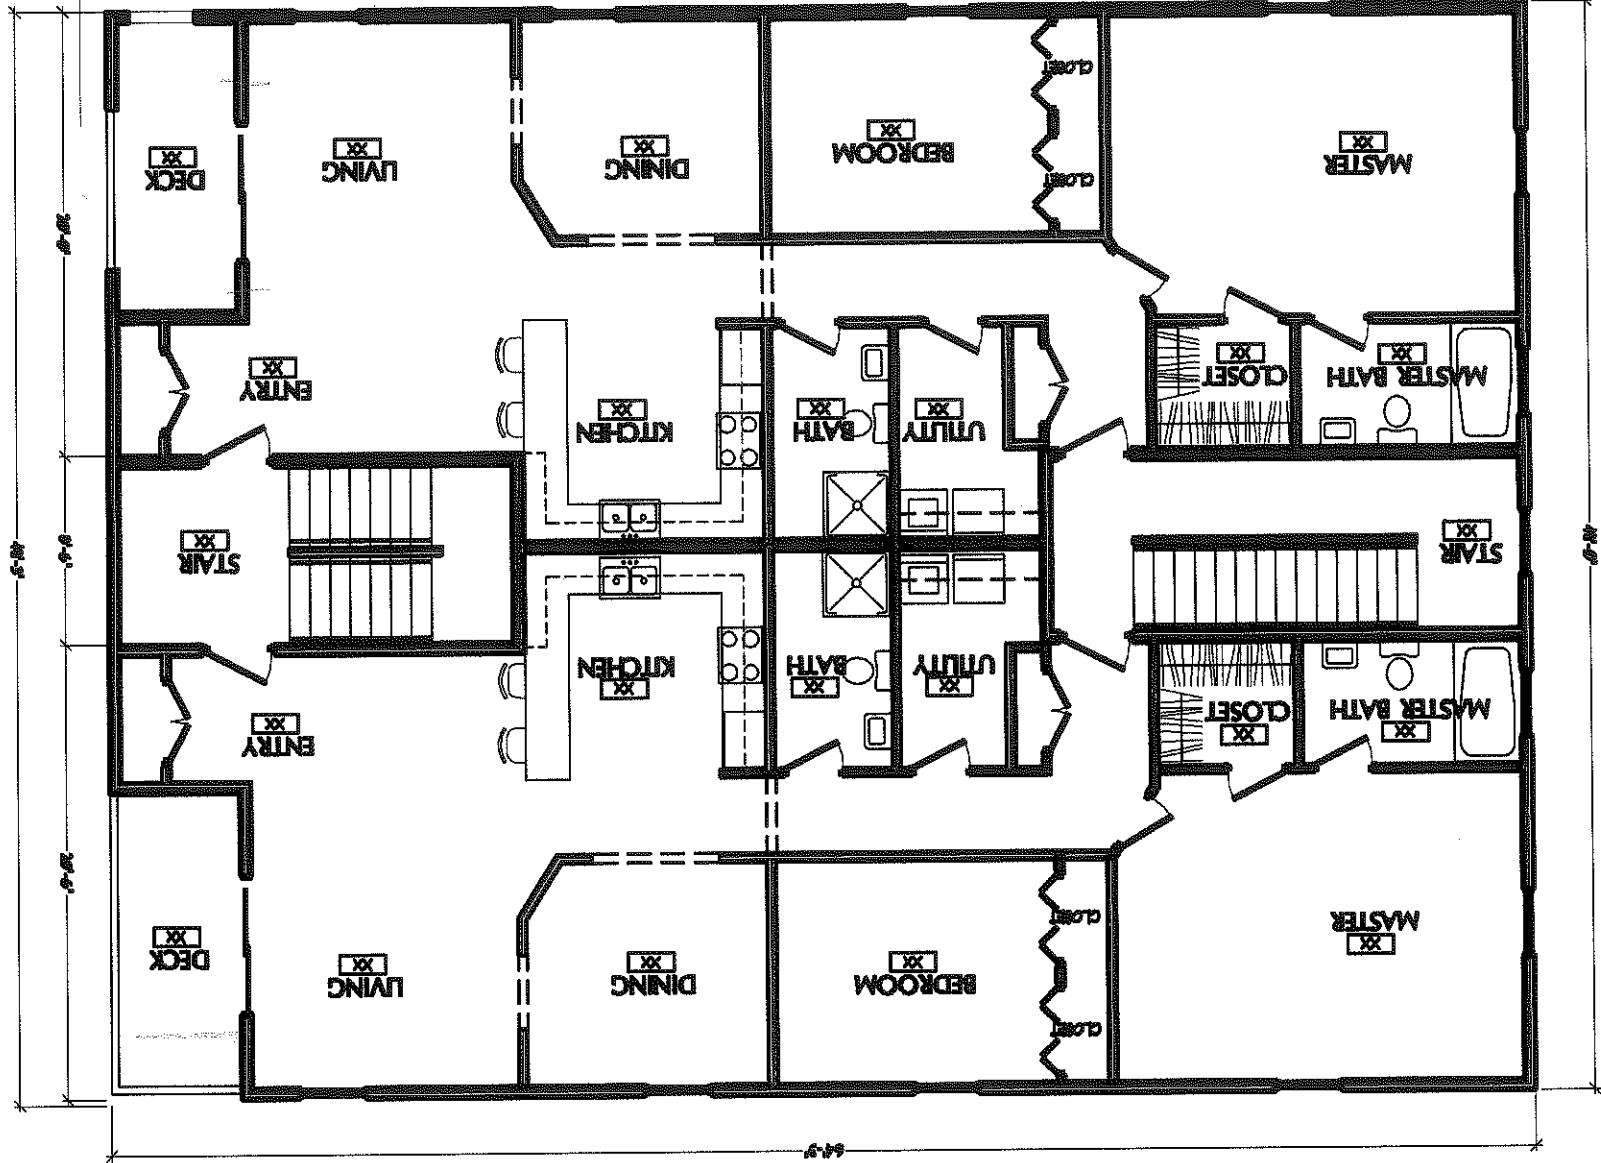 CLOSET
XX
BEDROOM
XX
MASTER
XX
LIVING
XX
DINING
XX
DECK
CLOSET
XX
ENTRY
XX
KITCHEN
XX
BATH
XX
UTILITY
XX
CLOSET
XX
MASTER BATH
XX
STAIR
XX
STAIR
KITCHEN
XX
BATH
XX
UTILITY
XX
CLOSET
XX
MASTER BATH
XX
XX
ENTRY
CLOSET
MASTER
XX
XX
DECK
XX
LIVING
XX
DINING
XX
BEDROOM
CLOSET